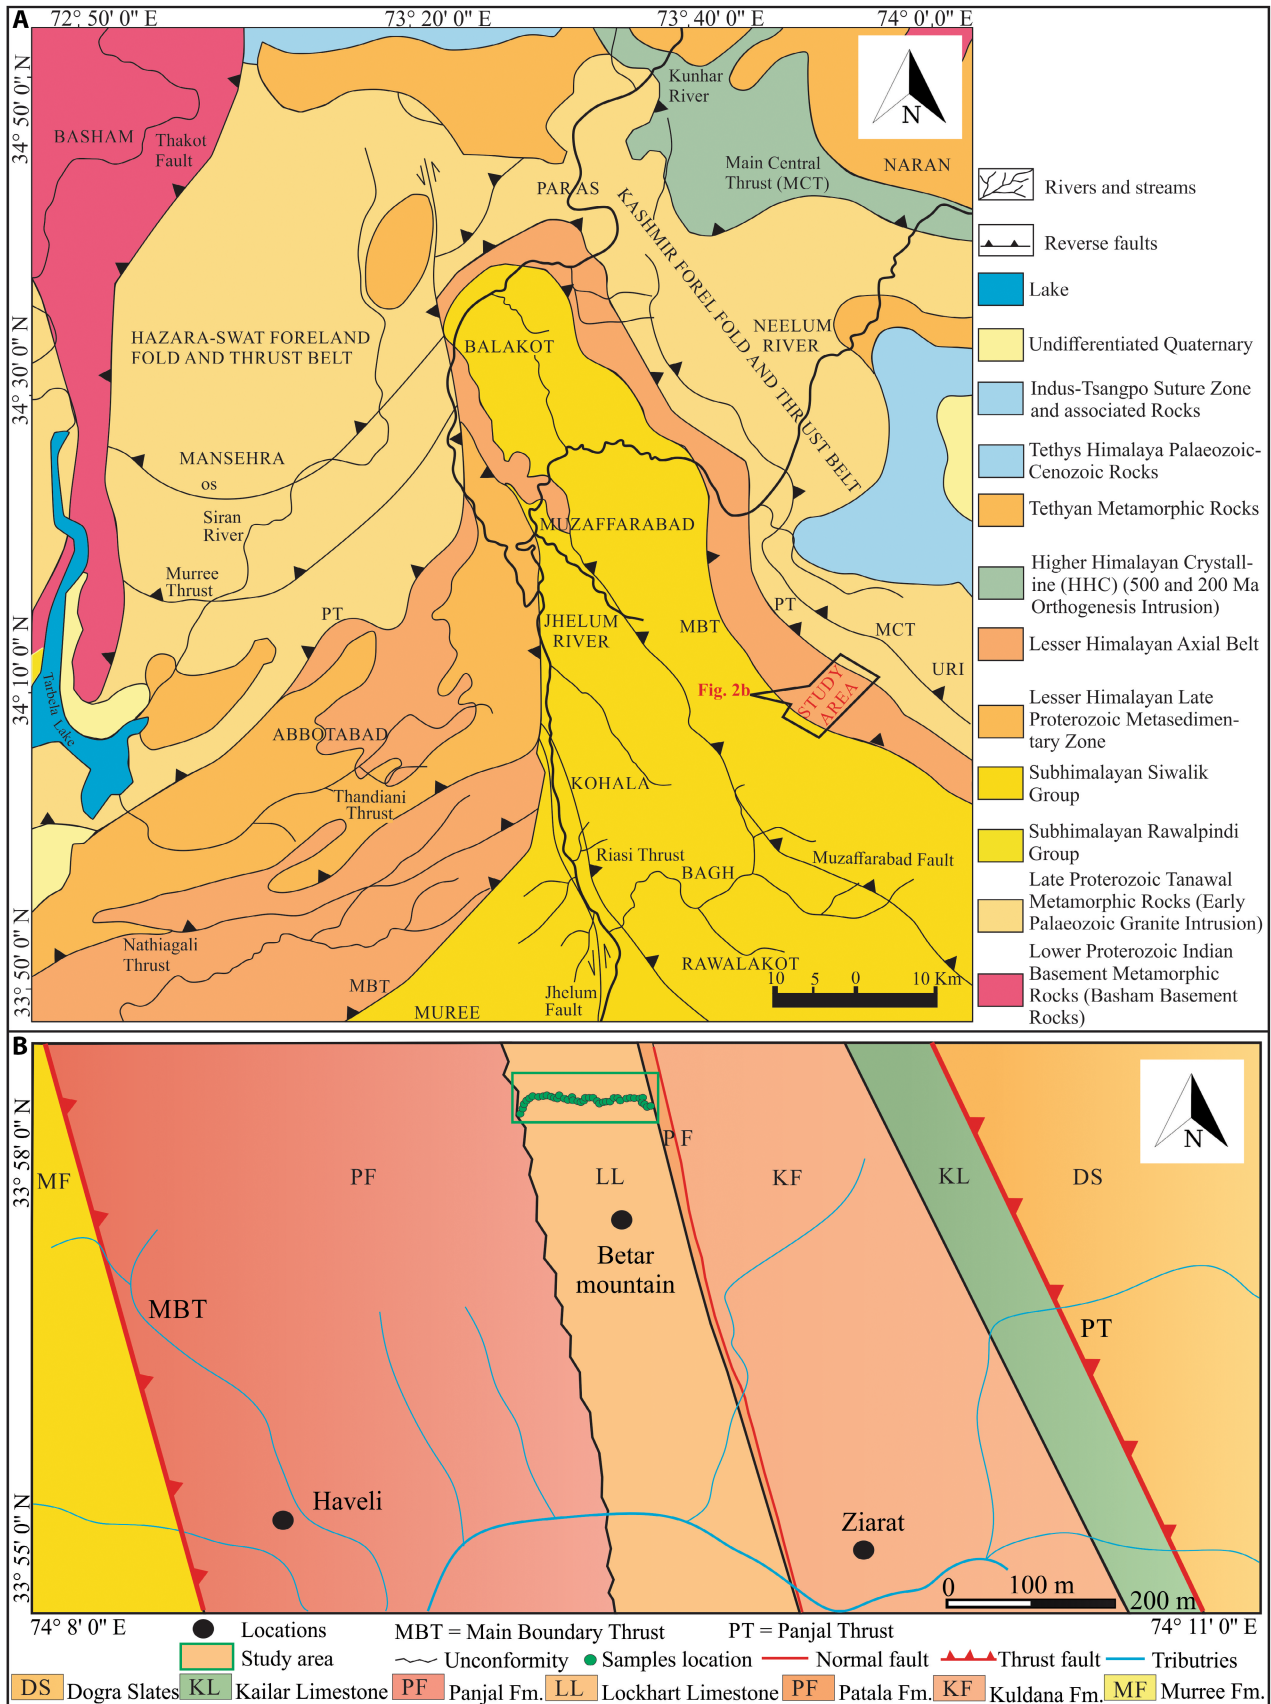 A
72° 50' 0" E
73° 20' 0" E
73° 40' 0" E
74° 0' 0" E
34° 50' 0" N
34° 30' 0" N
34° 10' 0" N
33° 50' 0" N
Kunhar
River
N
BASHAM
Thakot
Fault
Main Central
Thrust (MCT)
NARAN
PARAS
KASHMIR FOREL FOLD AND THRUST BELT
HAZARA-SWAT FORELAND
FOLD AND THRUST BELT
NEELUM
RIVER
BALAKOT
MANSEHRA
os
Siran
River
MUZAFFARABAD
Murree
Thrust
PT
JHELUM
RIVER
MBT
PT
MCT
URI
Fig. 2b
STUDY
AREA
Tarbela Lake
ABBOTABAD
KOHALA
Thandiani
Thrust
Riasi Thrust
Muzaffarabad Fault
BAGH
Nathiagali
Thrust
RAWALAKOT
MBT
Jhelum
Fault
MUREE
10 5 0 10 Km
Rivers and streams
Reverse faults
Lake
Undifferentiated Quaternary
Indus-Tsangpo Suture Zone
and associated Rocks
Tethys Himalaya Palaeozoic-
Cenozoic Rocks
Tethyan Metamorphic Rocks
Higher Himalayan Crystall-
ine (HHC) (500 and 200 Ma
Orthogenesis Intrusion)
Lesser Himalayan Axial Belt
Lesser Himalayan Late
Proterozoic Metasedimen-
tary Zone
Subhimalayan Siwalik
Group
Subhimalayan Rawalpindi
Group
Late Proterozoic Tanawal
Metamorphic Rocks (Early
Palaeozoic Granite Intrusion)
Lower Proterozoic Indian
Basement Metamorphic
Rocks (Basham Basement
Rocks)
B
33° 58' 0" N
33° 55' 0" N
N
P F
MF
PF
LL
KF
KL
DS
Betar
mountain
MBT
PT
Haveli
Ziarat
0 100 m 200 m
74° 8' 0" E
74° 11' 0" E
Locations
MBT = Main Boundary Thrust
PT = Panjal Thrust
Study area
Unconformity
Samples location
Normal fault
Thrust fault
Tributries
DS Dogra Slates
KL Kailar Limestone
PF Panjal Fm.
LL Lockhart Limestone
PF Patala Fm.
KF Kuldana Fm.
MF Murree Fm.